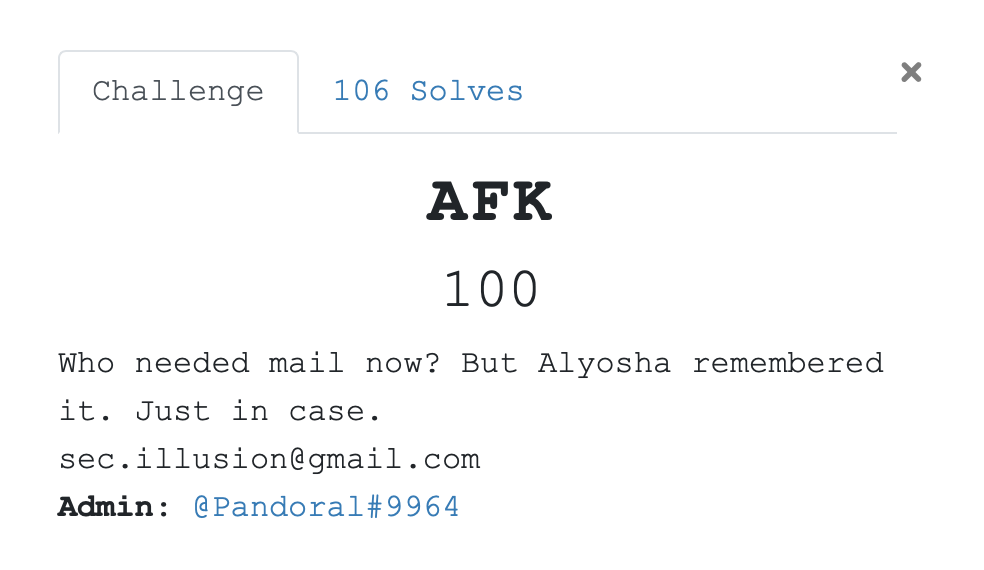 Challenge
106 Solves
AFK
100
Who needed mail now? But Alyosha remembered
it. Just in case.
sec.illusion@gmail.com
Admin: @Pandoral#9964